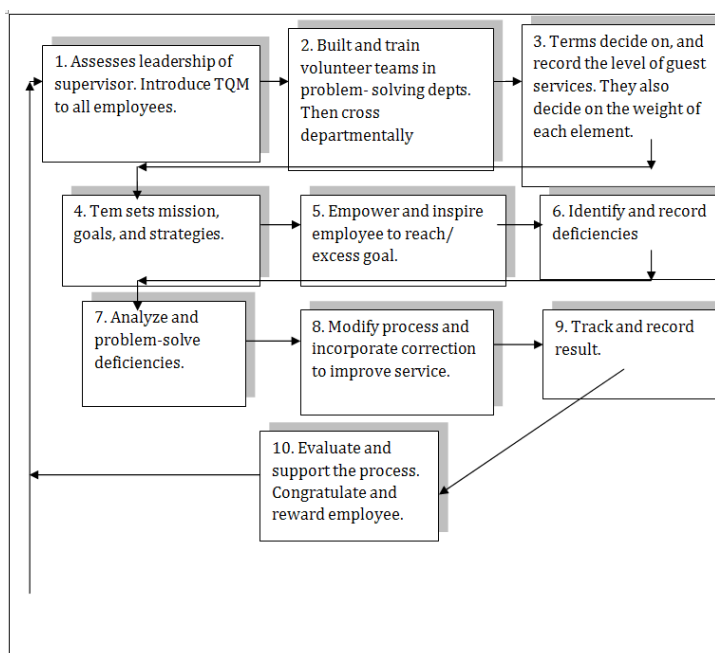 1. Assesses leadership of
supervisor. Introduce TQM
to all employees.
2. Built and train
volunteer teams in
problem- solving depts.
Then cross
departmentally
3. Terms decide on, and
record the level of guest
services. They also
decide on the weight of
each element.
4. Tem sets mission,
goals, and strategies.
5. Empower and inspire
employee to reach/
excess goal.
6. Identify and record
deficiencies
7. Analyze and
problem-solve
deficiencies.
8. Modify process and
incorporate correction
to improve service.
9. Track and record
result.
10. Evaluate and
support the process.
Congratulate and
reward employee.